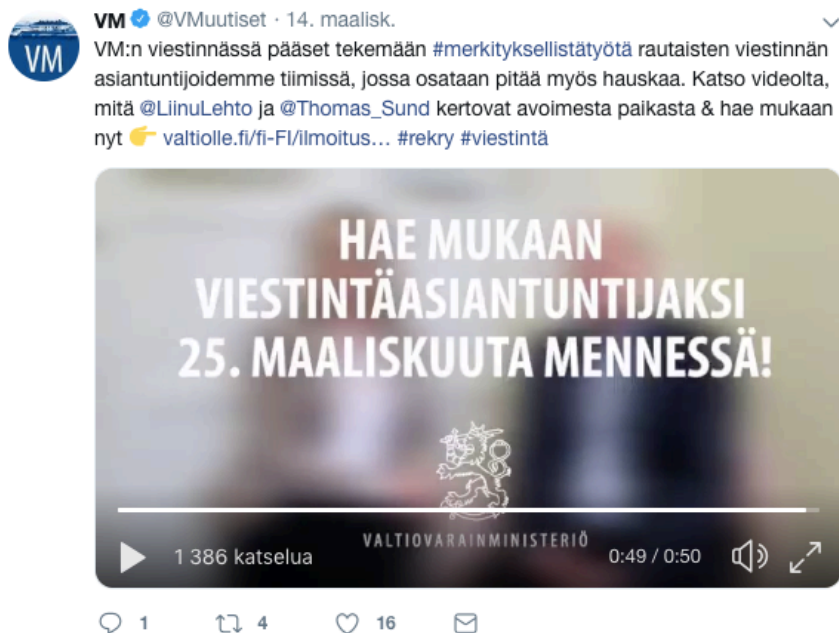 VM @VMuutiset · 14. maalisk.
VM
VM:n viestinnässä pääset tekemään #merkityksellistätyötä rautaisten viestinnän
asiantuntijoidemme tiimissä, jossa osataan pitää myös hauskaa. Katso videolta,
mitä @LiinuLehto ja @Thomas_Sund kertovat avoimesta paikasta & hae mukaan
nyt 👉 valtiolle.fi/fi-FI/ilmoitus… #rekry #viestintä
HAE MUKAAN
VIESTINTÄASIANTUNTIJAKSI
25. MAALISKUUTA MENNESSÄ!
VALTIOVARAINMINISTERIÖ
1 386 katselua 0:49 / 0:50
1 4 16